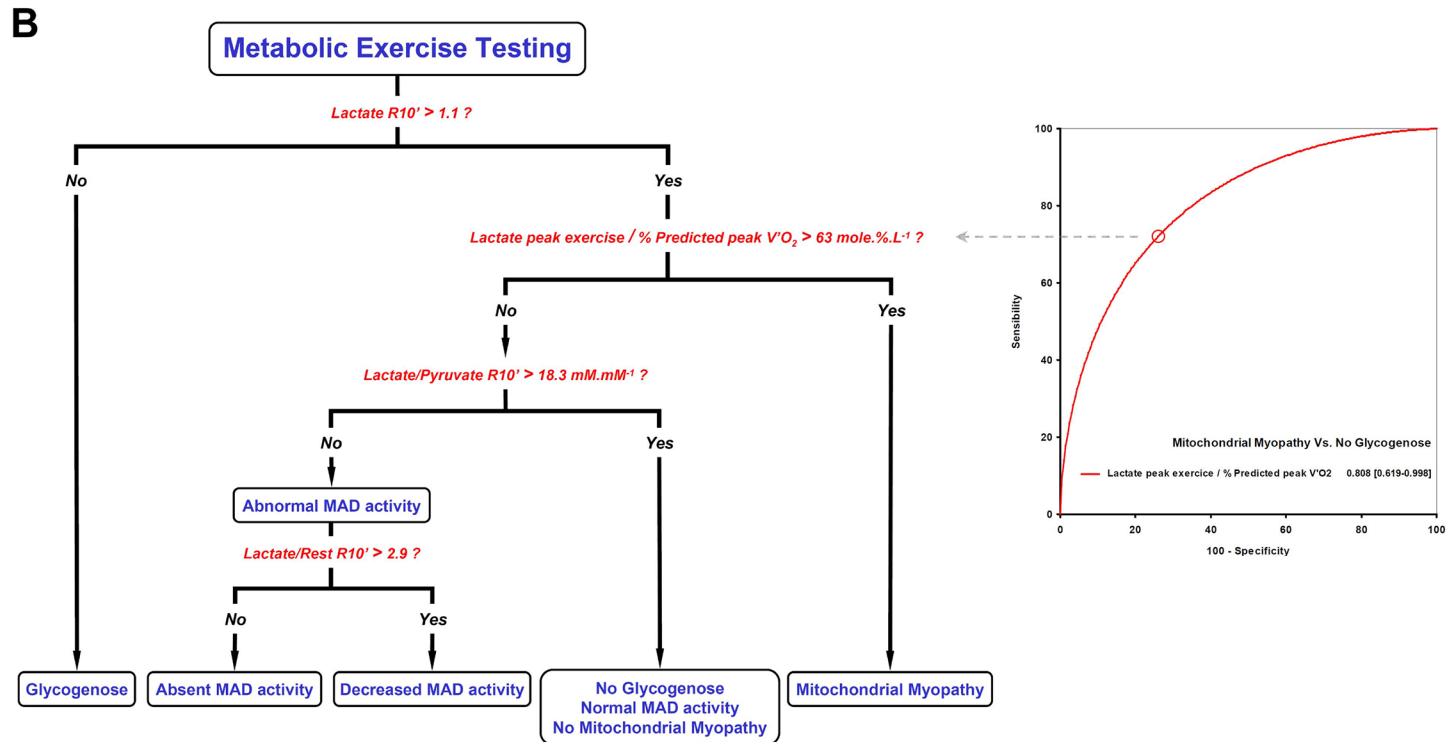 B
Metabolic Exercise Testing
Lactate R10’ > 1.1 ?
No
Yes
Lactate peak exercise / % Predicted peak V’O2 > 63 mole.%.L-1 ?
No
Yes
Lactate/Pyruvate R10’ > 18.3 mM.mM-1 ?
No
Yes
Abnormal MAD activity
Lactate/Rest R10’ > 2.9 ?
No
Yes
Glycogenose
Absent MAD activity
Decreased MAD activity
No Glycogenose
Normal MAD activity
No Mitochondrial Myopathy
Mitochondrial Myopathy
100
80
60
40
20
0
Sensibility
0 20 40 60 80 100
100 - Specificity
Mitochondrial Myopathy Vs. No Glycogenose
Lactate peak exercice / % Predicted peak V'O2 0.808 [0.619-0.998]